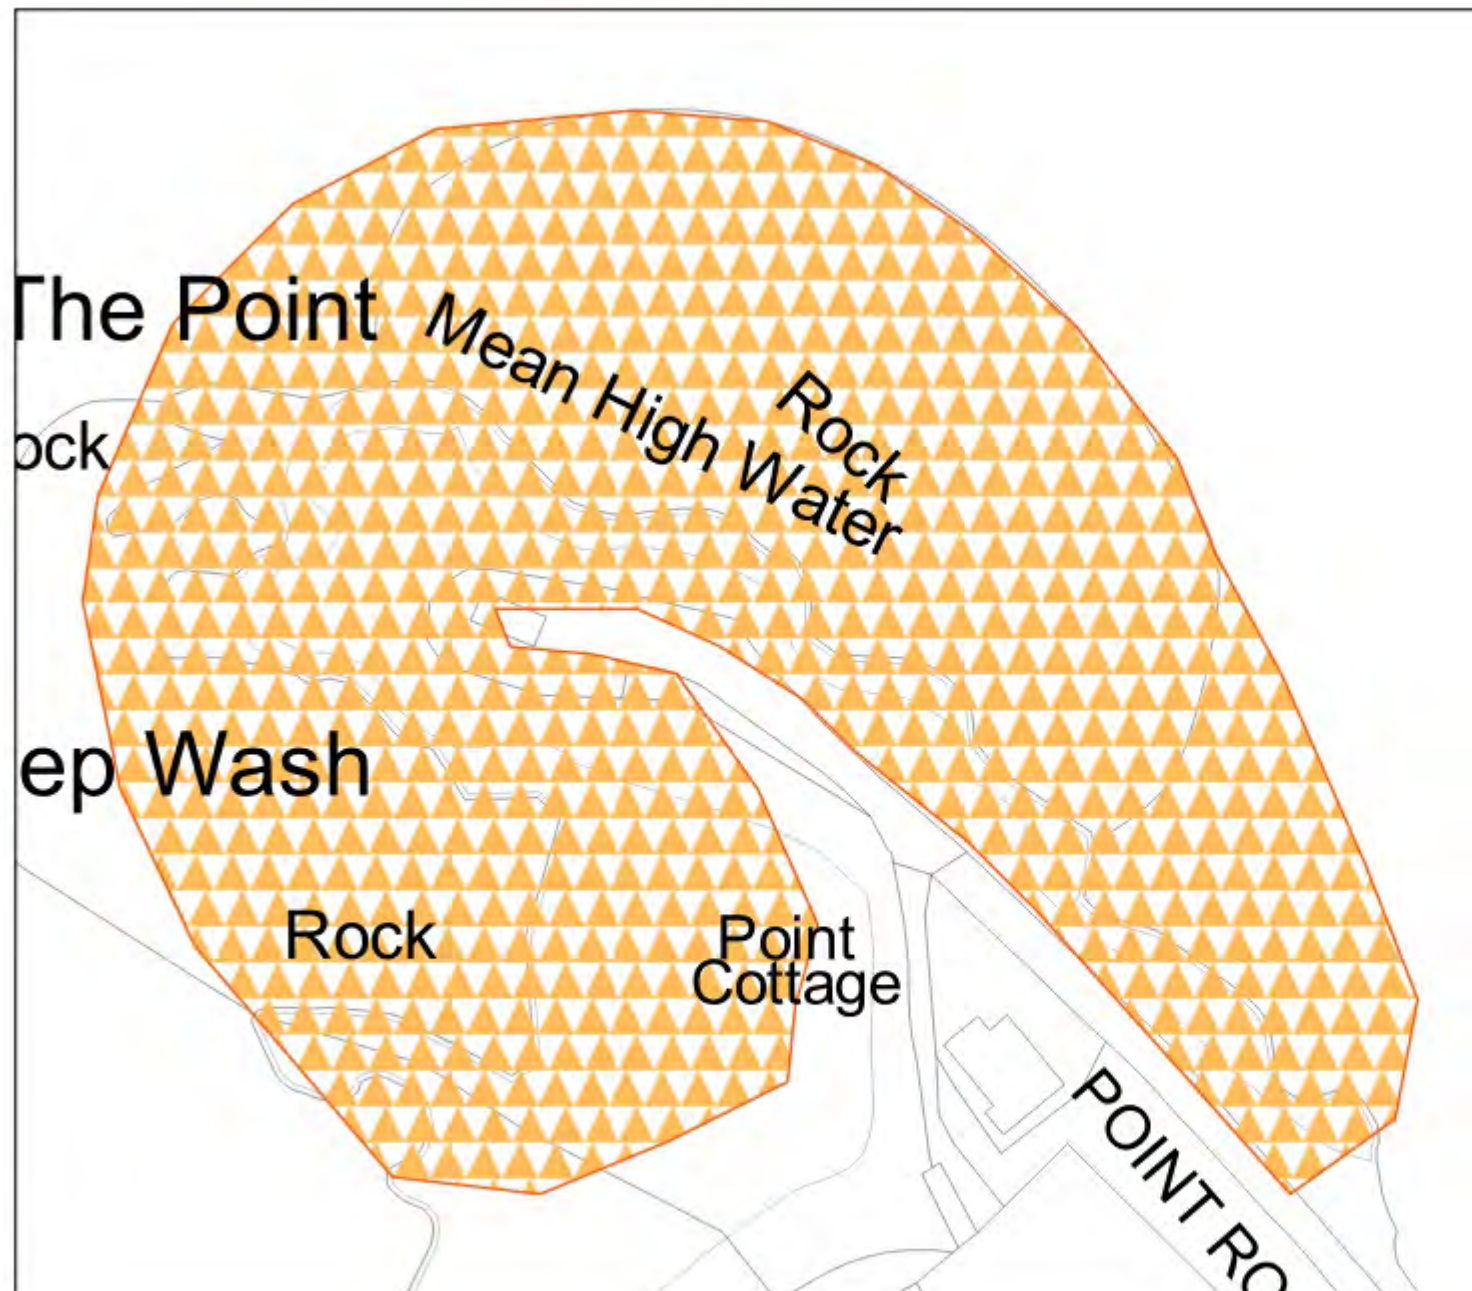 The Point
Mean High Water
Rock
ock
ep Wash
Rock
Point
Cottage
POINT RO